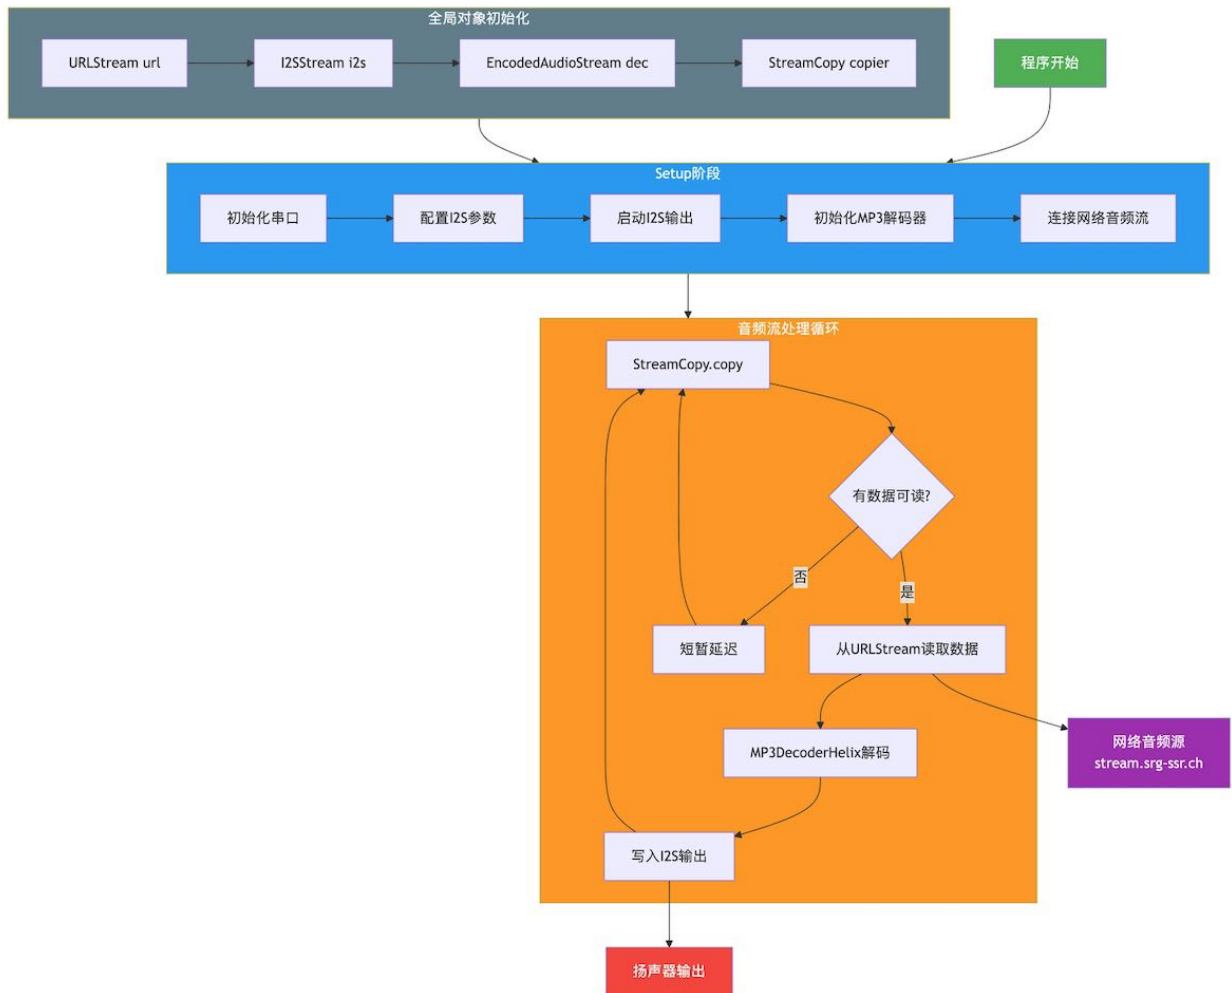 全局对象初始化
URLStream url
I2SStream i2s
EncodedAudioStream dec
StreamCopy copier
程序开始
Setup阶段
初始化串口
配置I2S参数
启动I2S输出
初始化MP3解码器
连接网络音频流
音频流处理循环
StreamCopy.copy
有数据可读?
否
是
短暂延迟
从URLStream读取数据
MP3DecoderHelix解码
网络音频源
stream.srg-ssr.ch
写入I2S输出
扬声器输出